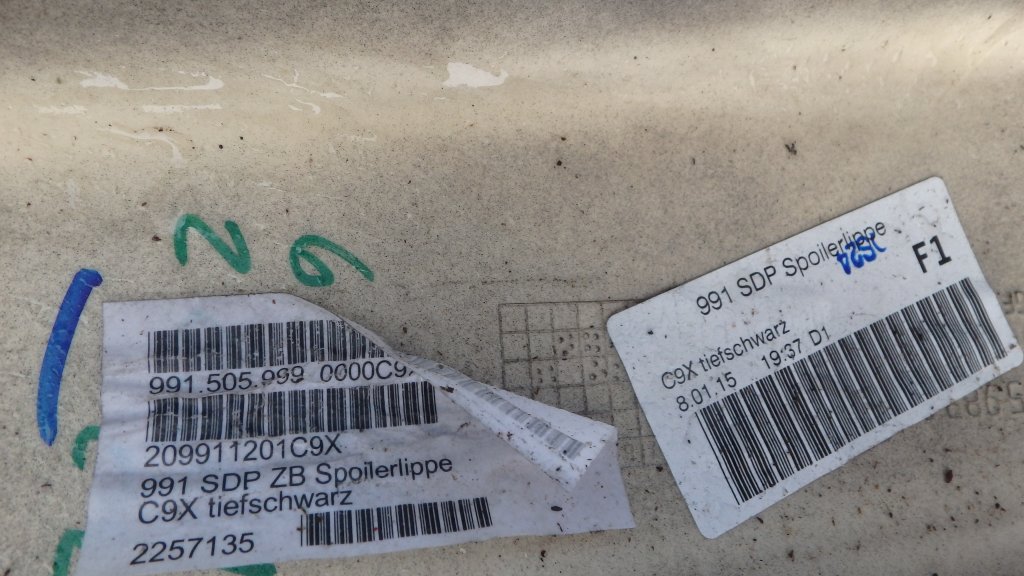 991.505.999 0000C9
209911201C9X
991 SDP ZB Spoilerlippe
C9X tiefschwarz
2257135
991 SDP Spoilerlippe
F1
C9X tiefschwarz
8.01.15 19:37 D1